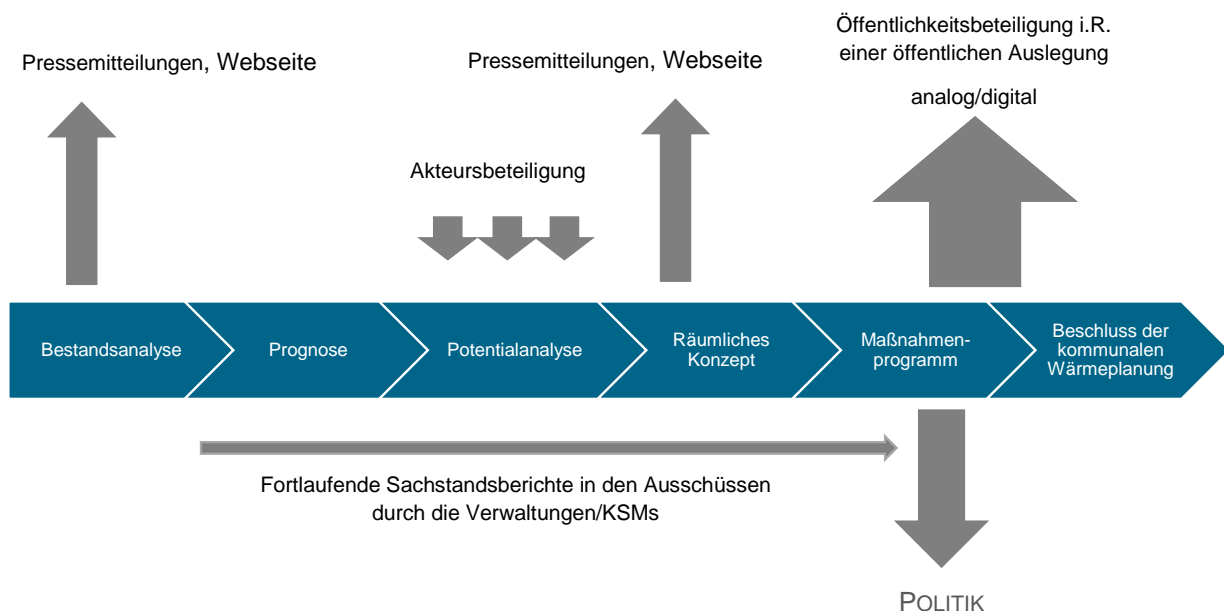 Pressemitteilungen, Webseite
Pressemitteilungen, Webseite
Öffentlichkeitsbeteiligung i.R.
einer öffentlichen Auslegung
analog/digital
Akteursbeteiligung
Bestandsanalyse
Prognose
Potentialanalyse
Räumliches
Konzept
Maßnahmen-
programm
Beschluss der
kommunalen
Wärmeplanung
Fortlaufende Sachstandsberichte in den Ausschüssen
durch die Verwaltungen/KSMs
POLITIK